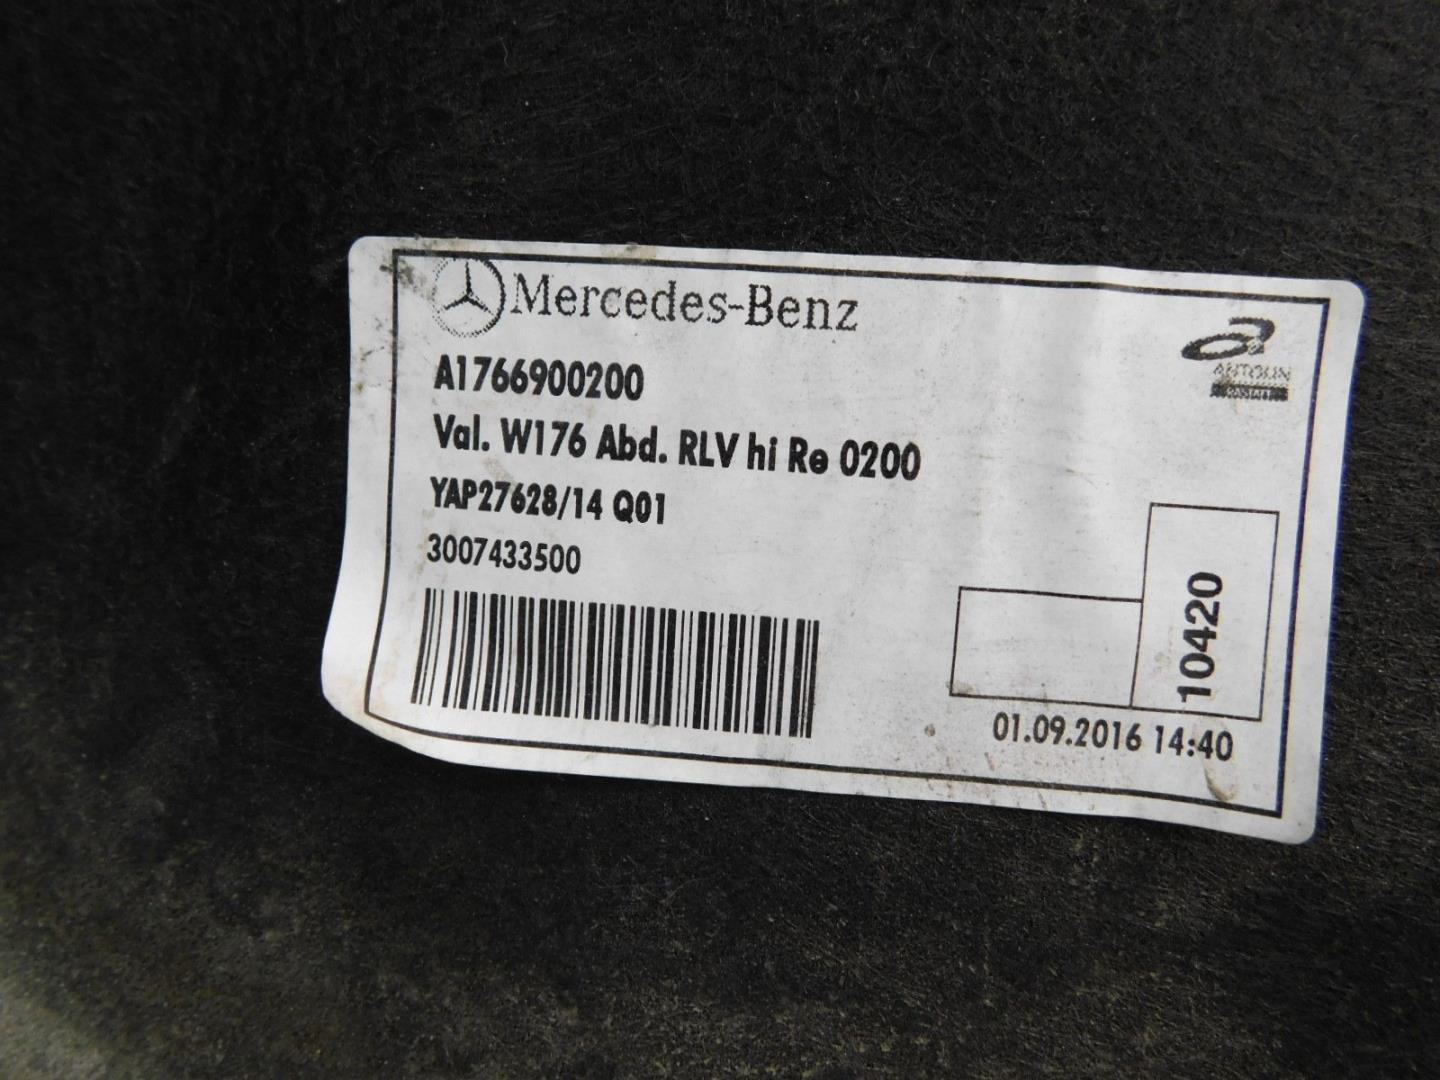 Mercedes-Benz
A1766900200
Val. W176 Abd. RLV hi Re 0200
YAP27628/14 Q01
3007433500
ANTOLIN
10420
01.09.2016 14:40